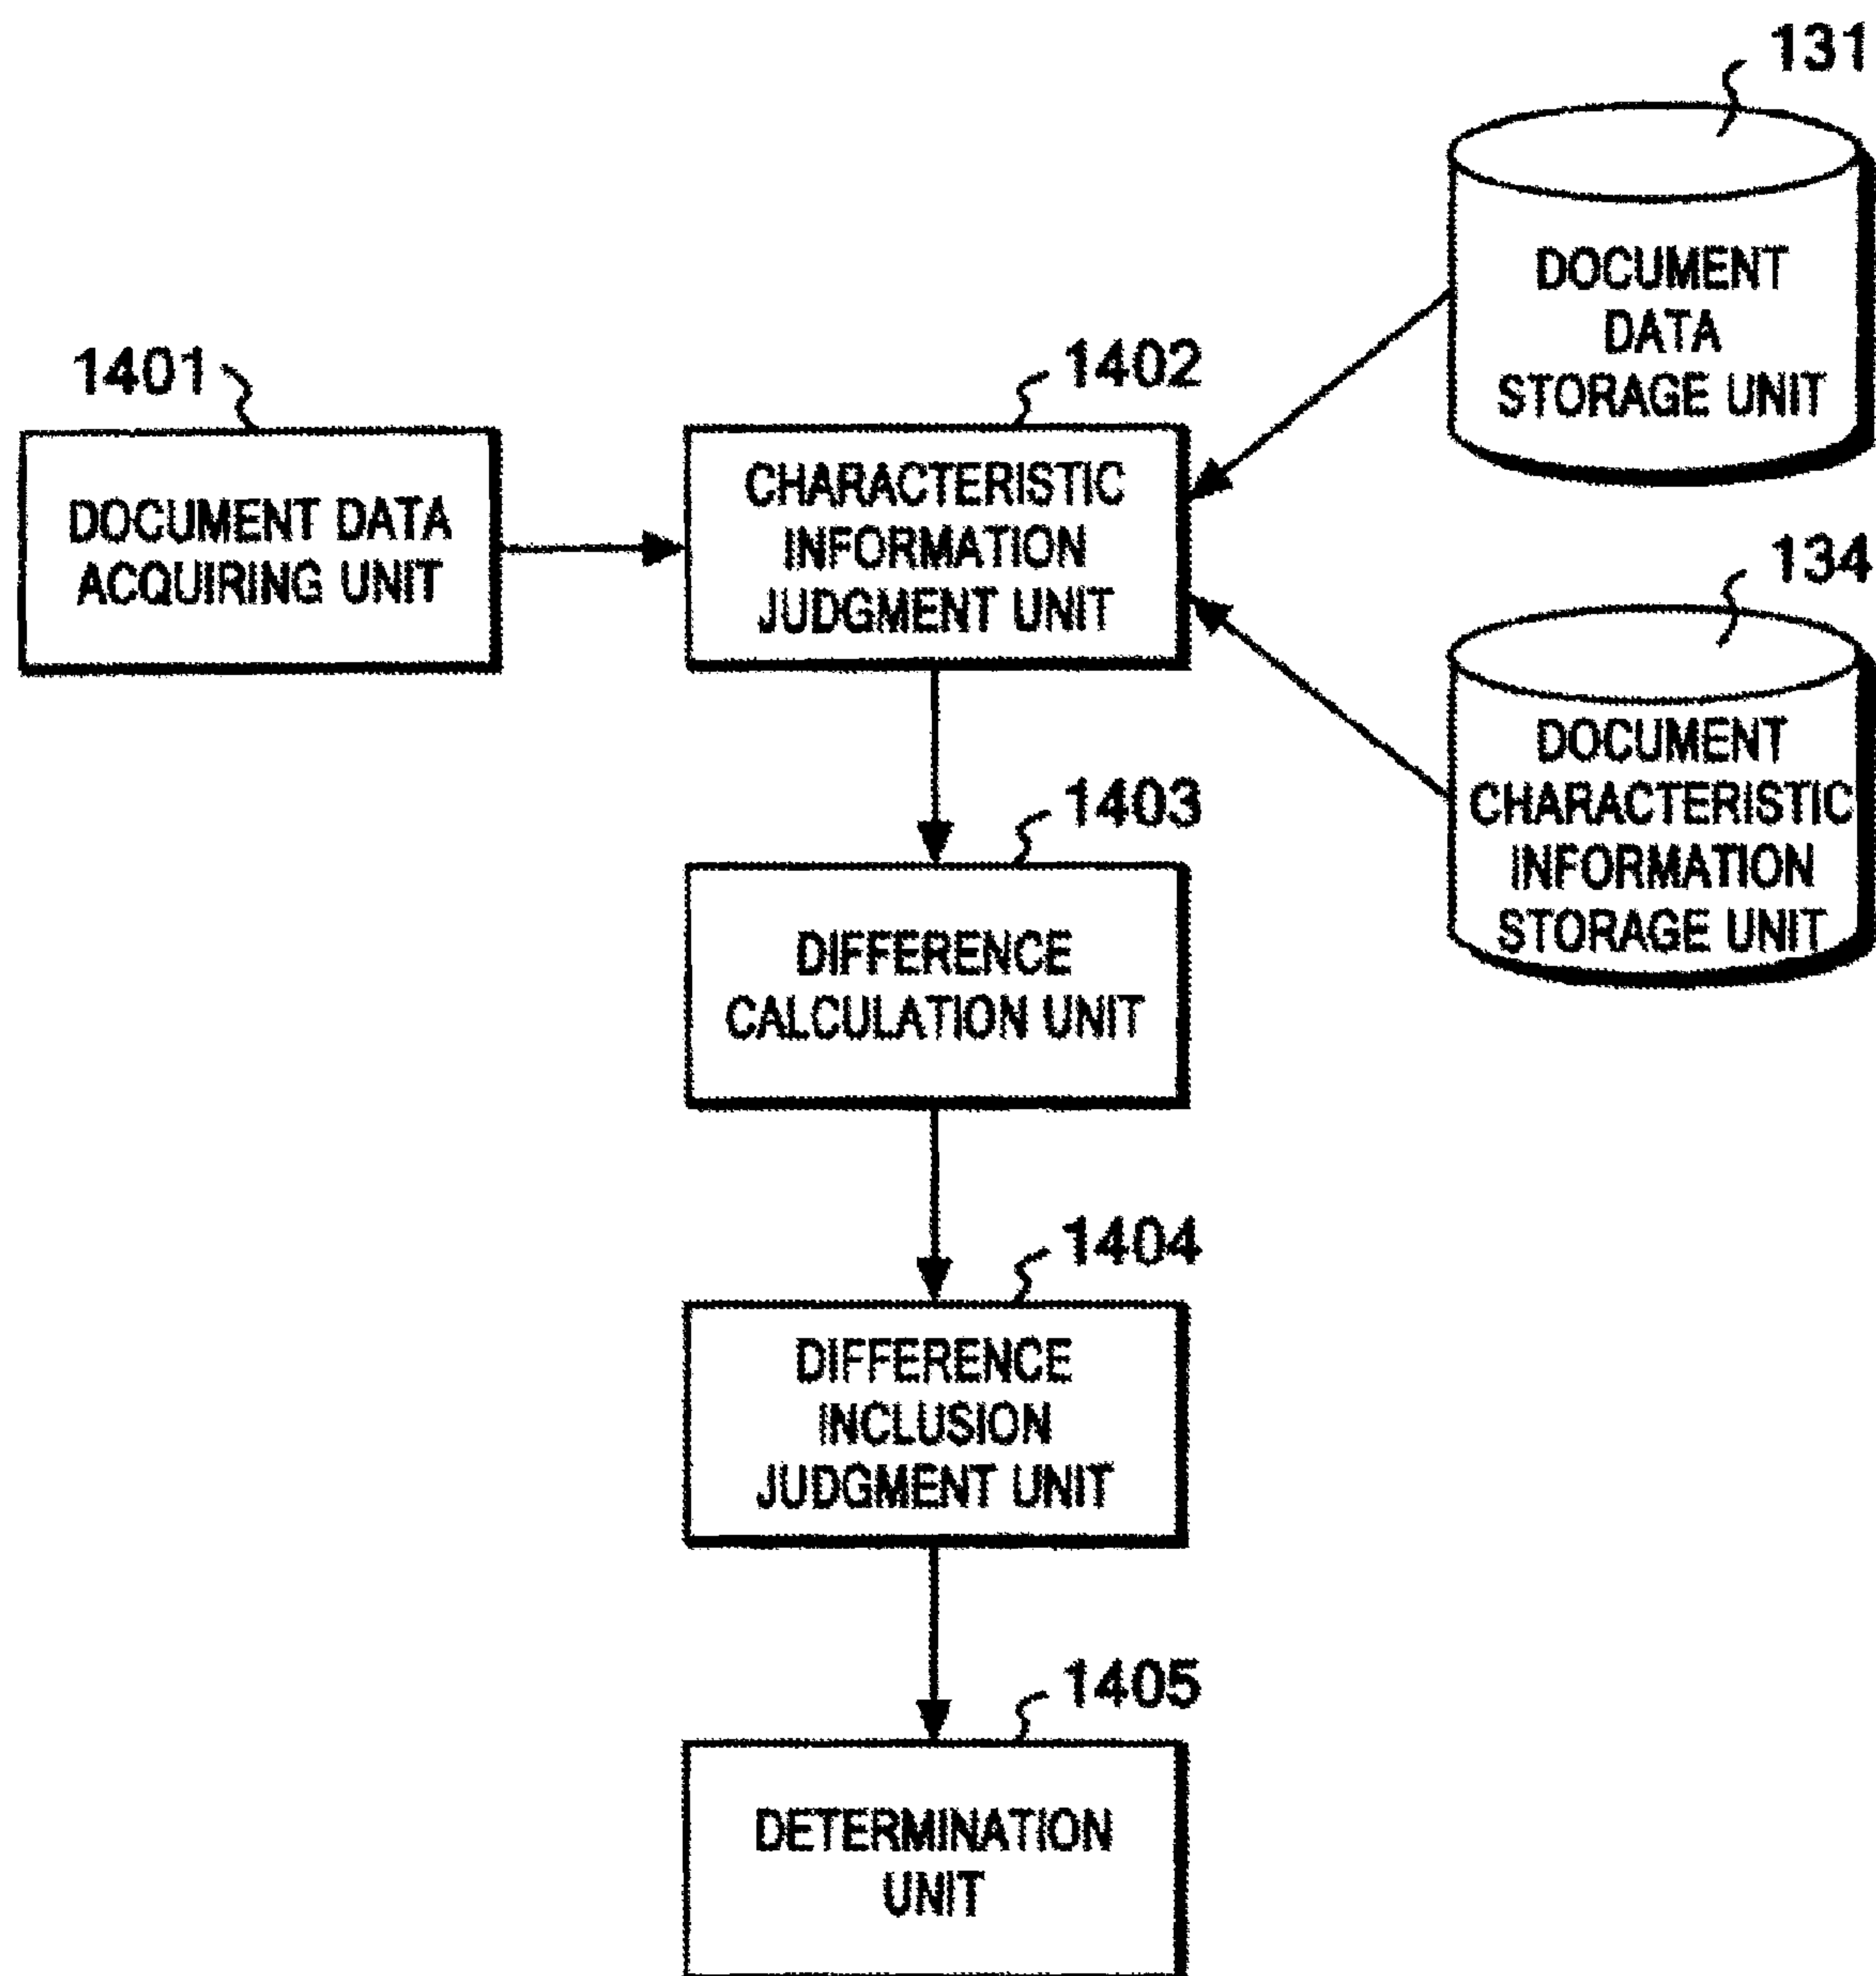 131
DOCUMENT
DATA
STORAGE UNIT
1401
DOCUMENT DATA
ACQUIRING UNIT
1402
CHARACTERISTIC
INFORMATION
JUDGMENT UNIT
134
DOCUMENT
CHARACTERISTIC
INFORMATION
STORAGE UNIT
1403
DIFFERENCE
CALCULATION UNIT
1404
DIFFERENCE
INCLUSION
JUDGMENT UNIT
1405
DETERMINATION
UNIT